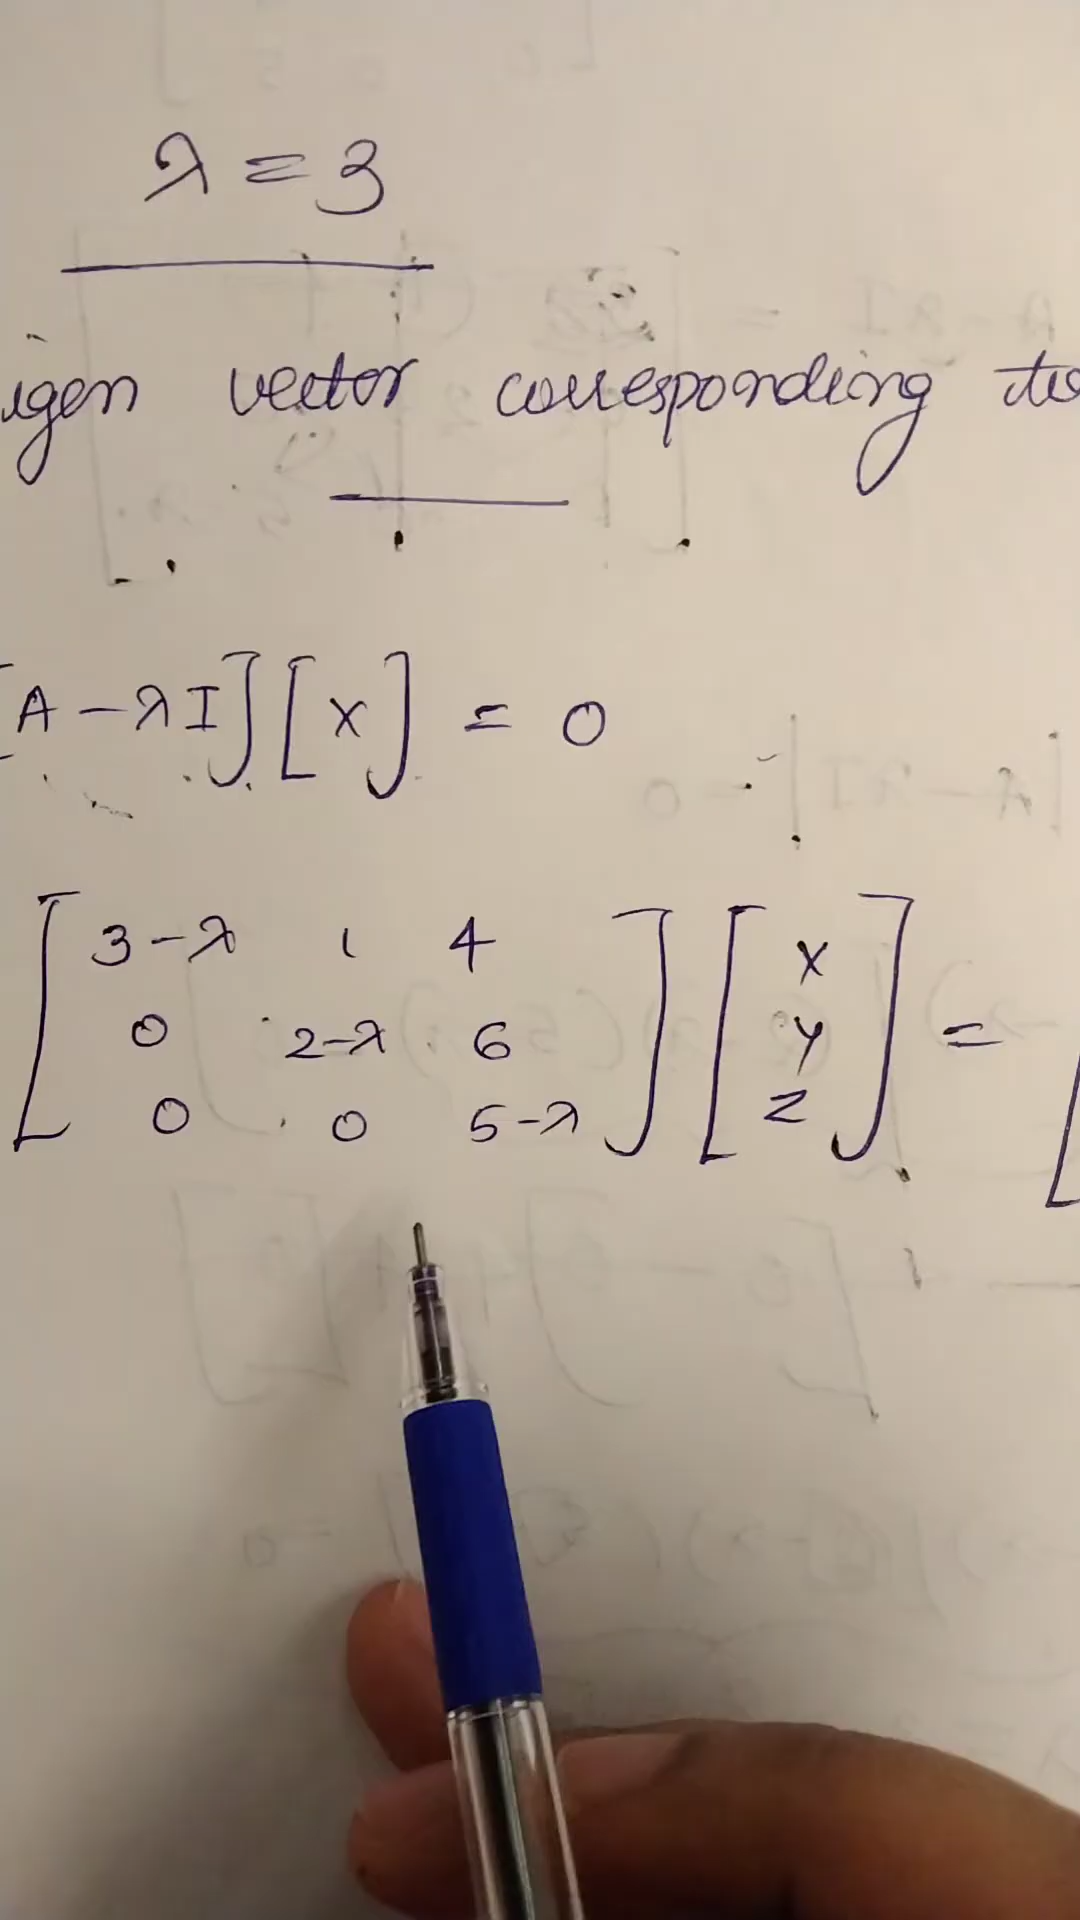 λ = 3
igen vector corresponding to
[A - λI] [X] = 0
[ 3-λ 1 4 ] [ x ] =
0 2-λ 6 y
0 0 5-λ z